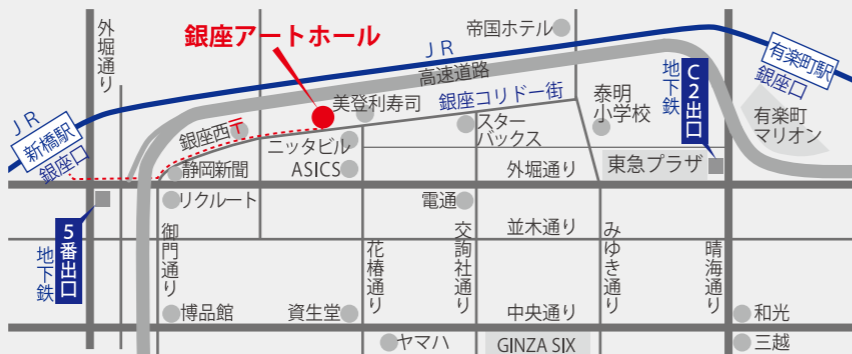 外堀通り
銀座アートホール
帝国ホテル
JR
有楽町駅
銀座口
高速道路
地下鉄
C2出口
JR
新橋駅
銀座口
銀座西〒
美登利寿司
銀座コリドー街
スター
バックス
泰明
小学校
有楽町
マリオン
ニッタビル
ASICS
静岡新聞
外堀通り
東急プラザ
リクルート
電通
並木通り
5番出口
地下鉄
御門通り
花椿通り
交詢社通り
みゆき通り
晴海通り
博品館
資生堂
中央通り
和光
ヤマハ
GINZA SIX
三越